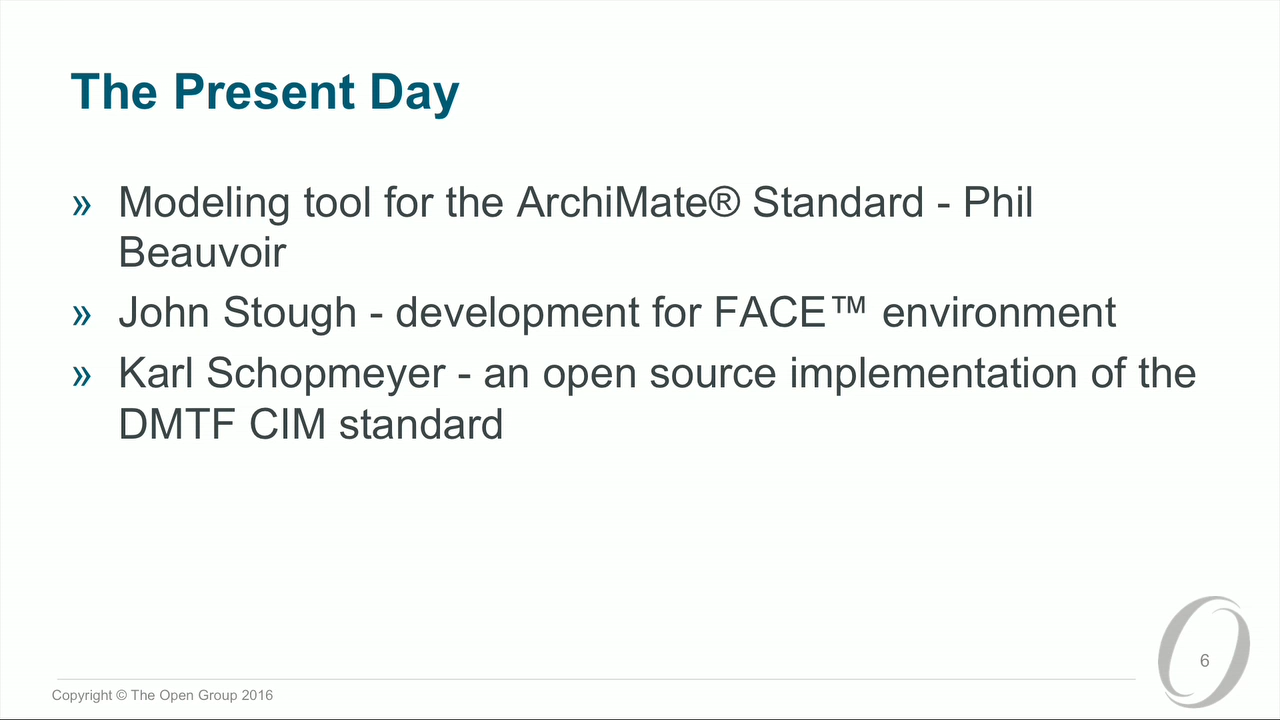 The Present Day
» Modeling tool for the ArchiMate® Standard - Phil
Beauvoir
» John Stough - development for FACE™ environment
» Karl Schopmeyer - an open source implementation of the
DMTF CIM standard
6
Copyright © The Open Group 2016